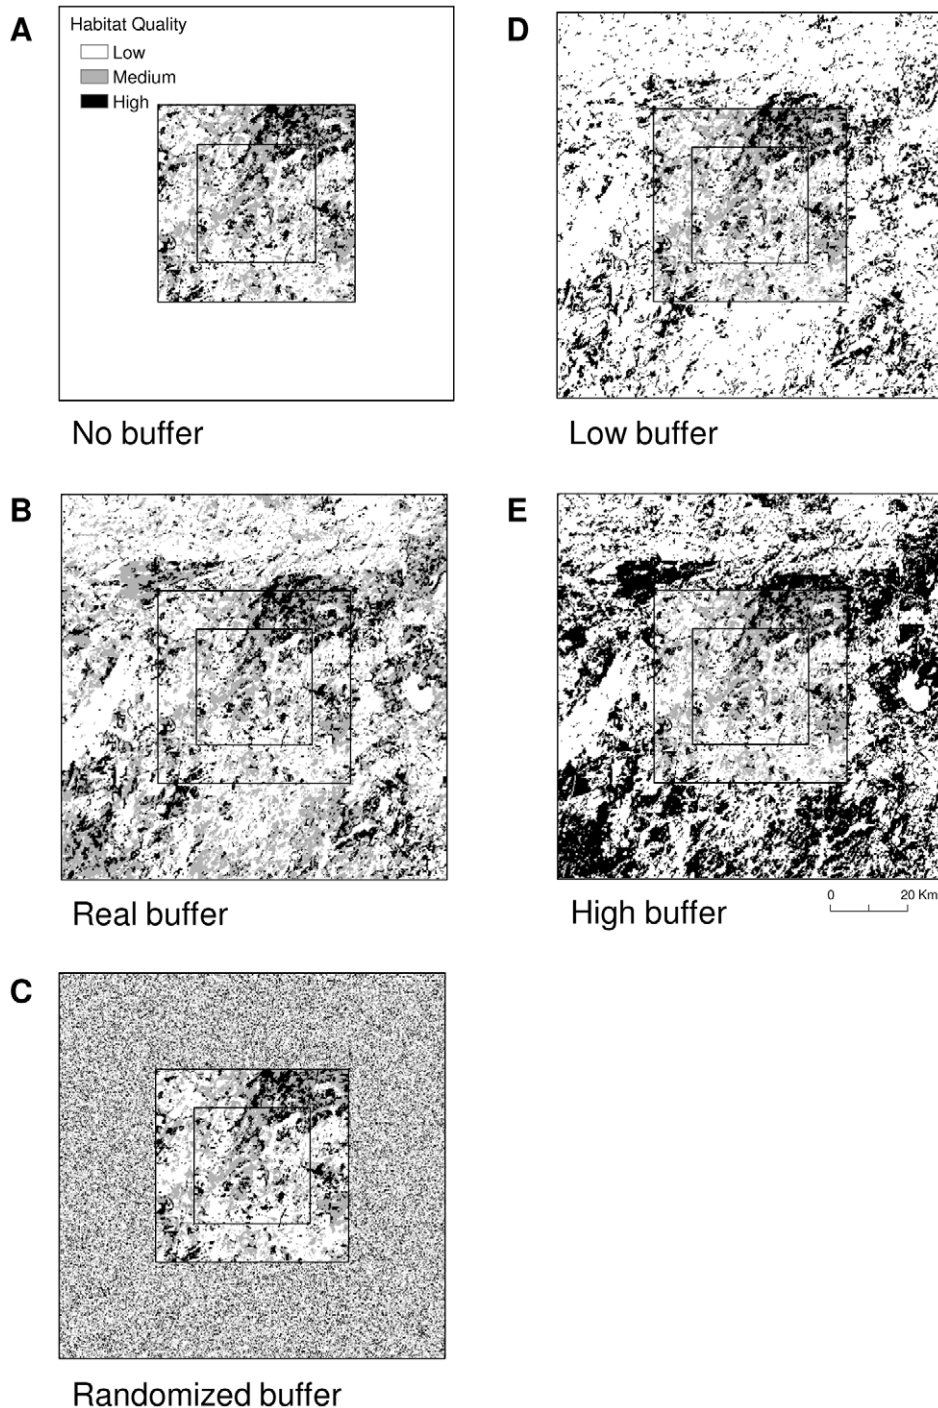 A
Habitat Quality
Low
Medium
High
No buffer
B
Real buffer
C
Randomized buffer
D
Low buffer
E
High buffer
0 20 Km